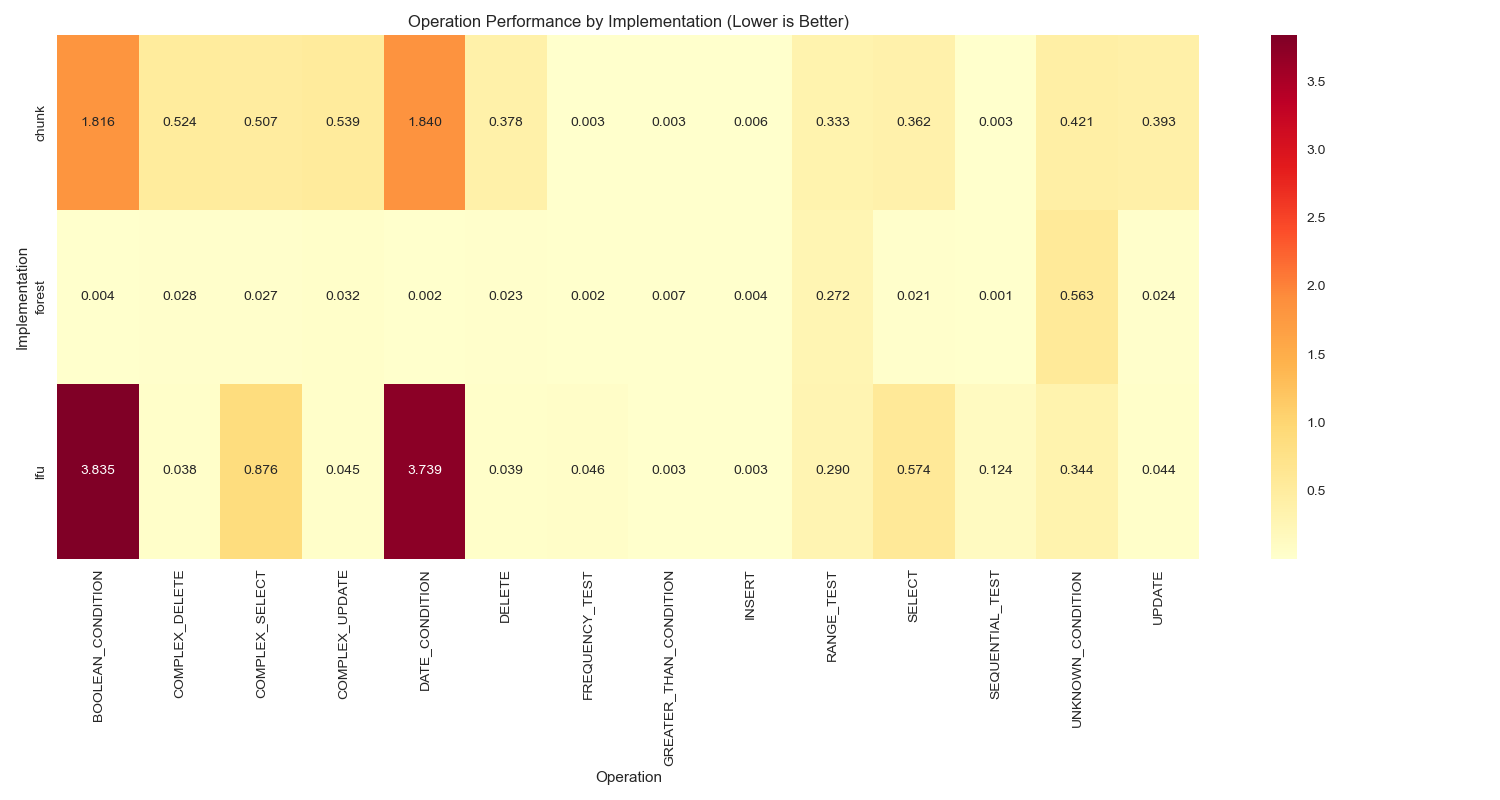 Operation Performance by Implementation (Lower is Better)
Implementation
chunk
1.816 0.524 0.507 0.539 1.840 0.378 0.003 0.003 0.006 0.333 0.362 0.003 0.421 0.393
forest
0.004 0.028 0.027 0.032 0.002 0.023 0.002 0.007 0.004 0.272 0.021 0.001 0.563 0.024
lfu
3.835 0.038 0.876 0.045 3.739 0.039 0.046 0.003 0.003 0.290 0.574 0.124 0.344 0.044
BOOLEAN_CONDITION
COMPLEX_DELETE
COMPLEX_SELECT
COMPLEX_UPDATE
DATE_CONDITION
DELETE
FREQUENCY_TEST
GREATER_THAN_CONDITION
INSERT
RANGE_TEST
SELECT
SEQUENTIAL_TEST
UNKNOWN_CONDITION
UPDATE
Operation
3.5
3.0
2.5
2.0
1.5
1.0
0.5